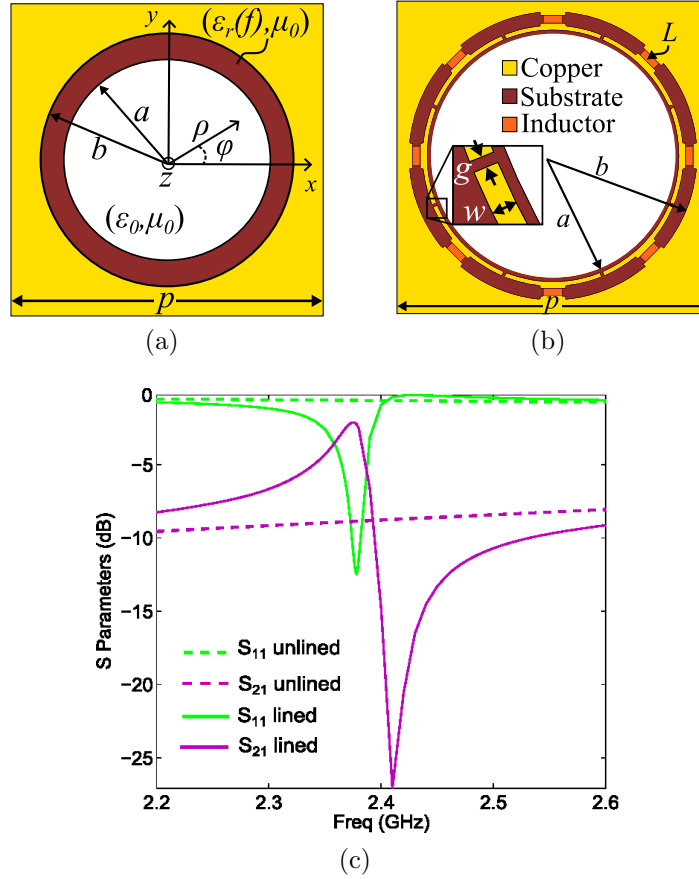 y
(εr(f),μ0)
a
b
ρ
φ
z
x
(ε0,μ0)
p
(a)
L
Copper
Substrate
Inductor
g
w
b
a
p
(b)
0
−5
−10
−15
−20
−25
S Parameters (dB)
S11 unlined
S21 unlined
S11 lined
S21 lined
2.2
2.3
2.4
2.5
2.6
Freq (GHz)
(c)